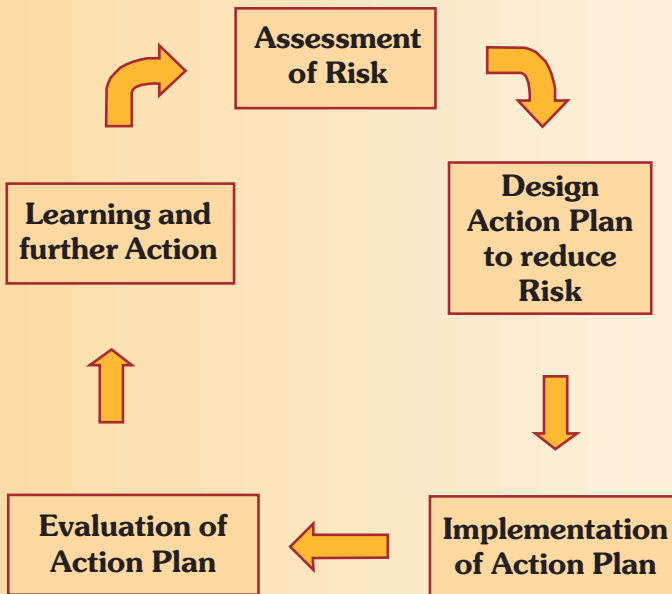 Assessment
of Risk
Design
Action Plan
to reduce
Risk
Implementation
of Action Plan
Evaluation of
Action Plan
Learning and
further Action